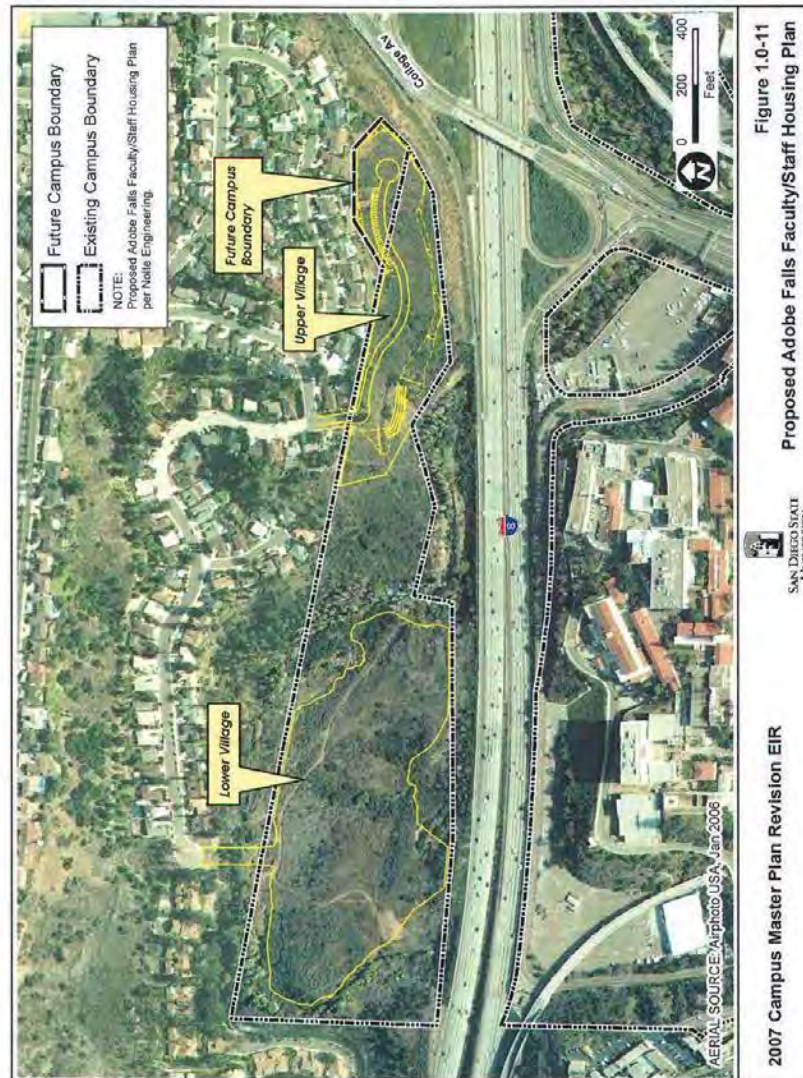 Future Campus Boundary
Existing Campus Boundary
NOTE:
Proposed Adobe Falls Faculty/Staff Housing Plan
per Nolte Engineering.
Lower Village
Upper Village
Future Campus
Boundary
College Av
8
N
0 200 400
Feet
AERIAL SOURCE: Airphoto USA, Jan 2006
Figure 1.0-11
2007 Campus Master Plan Revision EIR
SAN DIEGO STATE
Proposed Adobe Falls Faculty/Staff Housing Plan